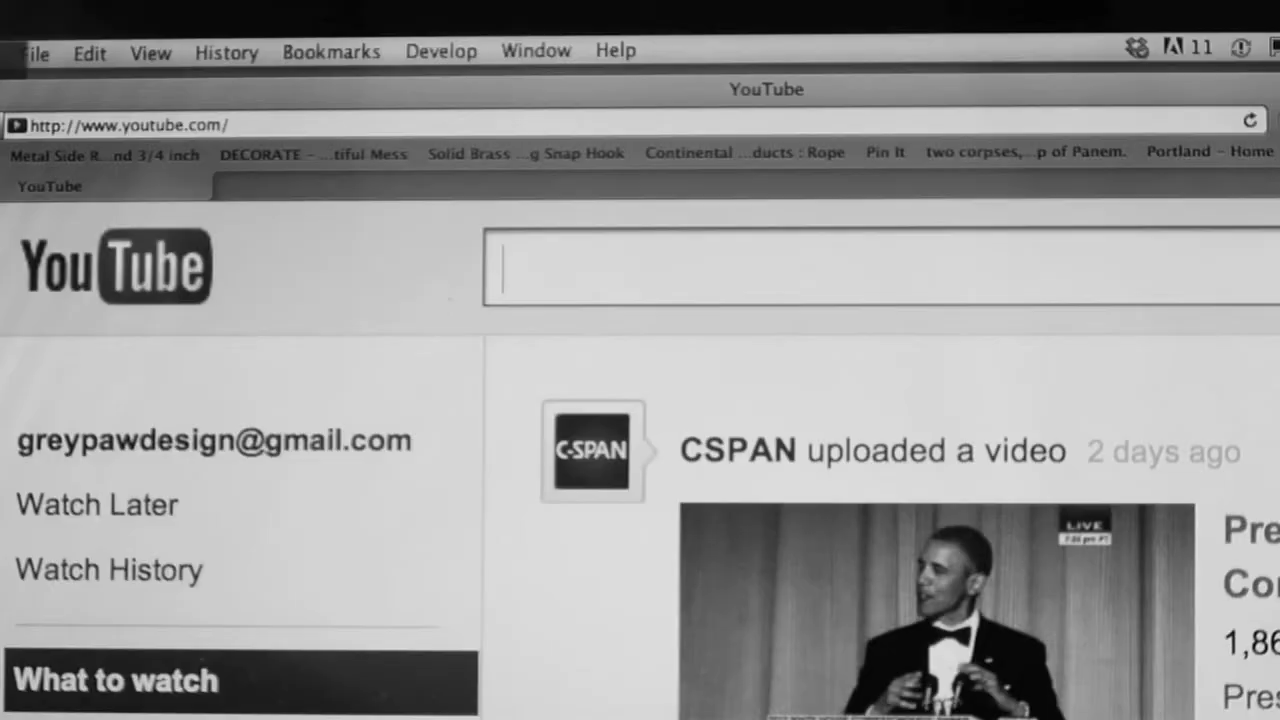 File Edit View History Bookmarks Develop Window Help 11
YouTube
http://www.youtube.com/
Metal Side R...nd 3/4 inch DECORATE – ...tiful Mess Solid Brass ...g Snap Hook Continental ...ducts : Rope Pin It two corpses,...p of Panem. Portland – Home
YouTube
YouTube
C-SPAN
CSPAN uploaded a video 2 days ago
greypawdesign@gmail.com
Watch Later
Watch History
What to watch
LIVE
Pre
Cor
1,86
Pres